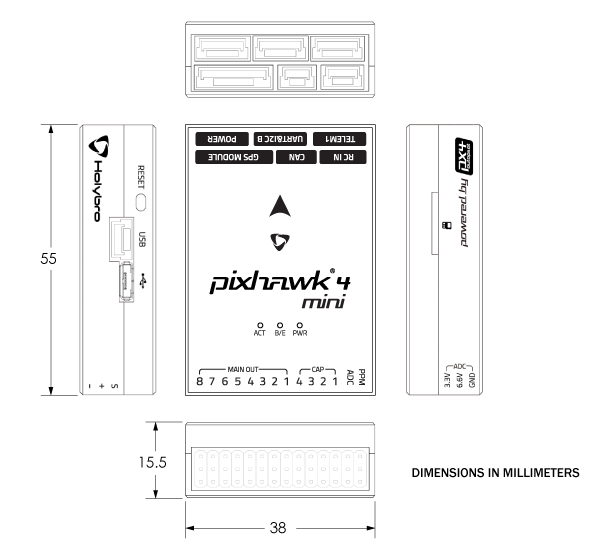 POWER UART&I2C B TELEM1
GPS MODULE CAN RC IN
Holybro
RESET
USB
S + -
55
pixhawk® 4
mini
ACT B/E PWR
MAIN OUT CAP
8 7 6 5 4 3 2 1 4 3 2 1 ADC PPM
powered by PX4
ADC
3.3V 6.6V GND
15.5
38
DIMENSIONS IN MILLIMETERS